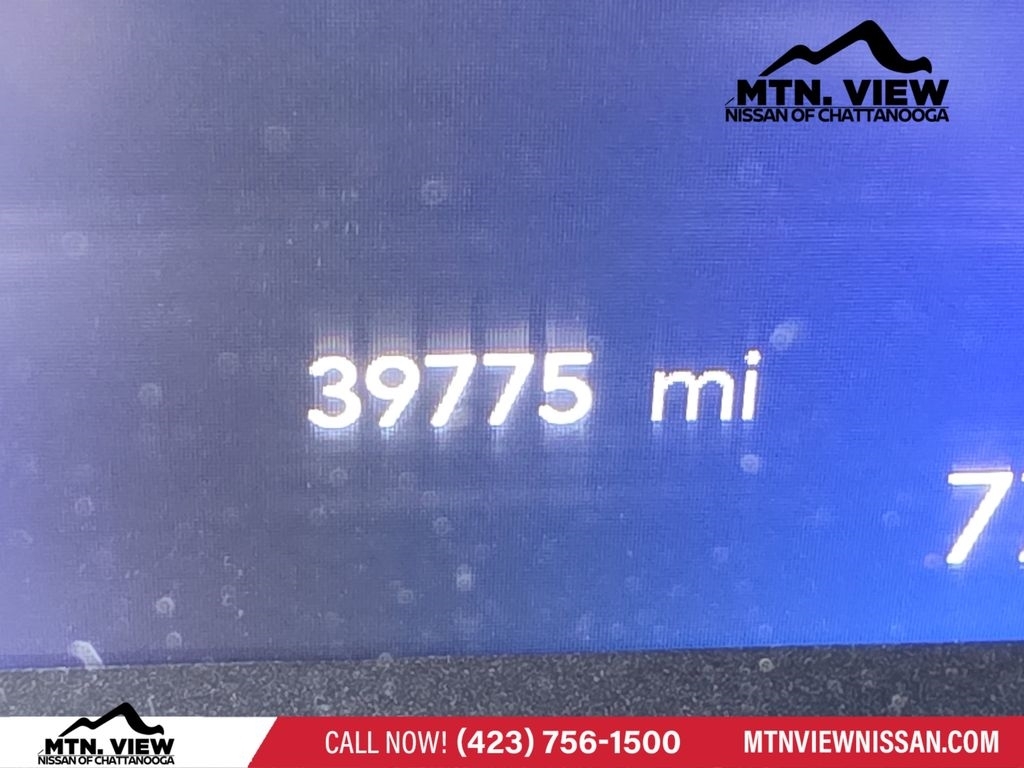 MTN. VIEW
NISSAN OF CHATTANOOGA
39775 mi
MTN. VIEW
NISSAN OF CHATTANOOGA
CALL NOW! (423) 756-1500
MTNVIEWNISSAN.COM